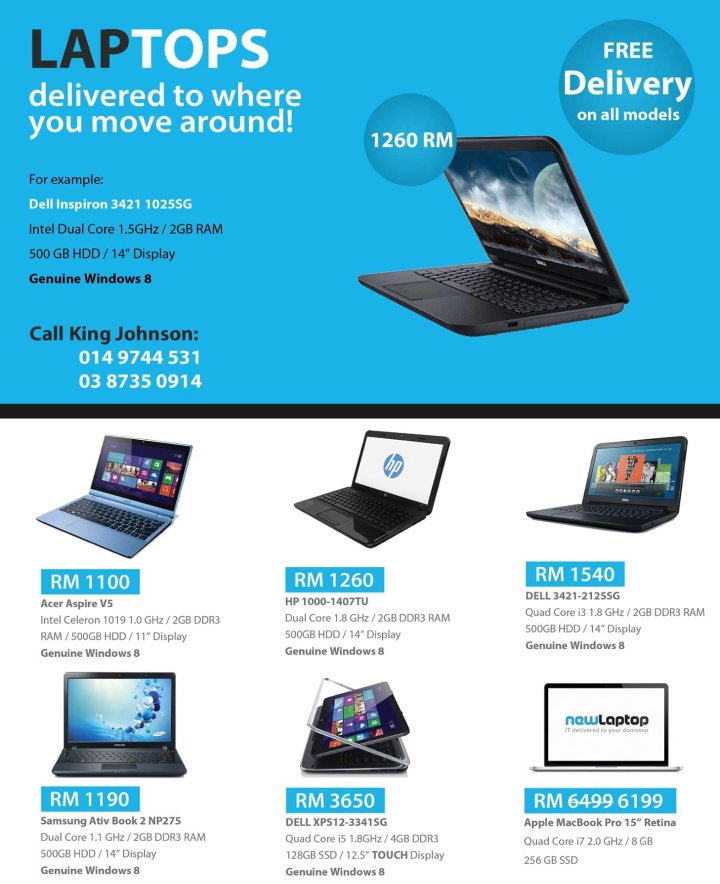 LAPTOPS
delivered to where
you move around!
FREE
Delivery
on all models
1260 RM
For example:
Dell Inspiron 3421 1025SG
Intel Dual Core 1.5GHz / 2GB RAM
500 GB HDD / 14” Display
Genuine Windows 8
DELL
Call King Johnson:
014 9744 531
03 8735 0914
hp
DELL
RM 1100
Acer Aspire V5
Intel Celeron 1019 1.0 GHz / 2GB DDR3
RAM / 500GB HDD / 11” Display
Genuine Windows 8
RM 1260
HP 1000-1407TU
Dual Core 1.8 GHz / 2GB DDR3 RAM
500GB HDD / 14” Display
Genuine Windows 8
RM 1540
DELL 3421-2125SG
Quad Core i3 1.8 GHz / 2GB DDR3 RAM
500GB HDD / 14” Display
Genuine Windows 8
SAMSUNG
newLaptop
IT delivered to your doorstep
RM 1190
Samsung Ativ Book 2 NP275
Dual Core 1.1 GHz / 2GB DDR3 RAM
500GB HDD / 14” Display
Genuine Windows 8
RM 3650
DELL XPS12-3341SG
Quad Core i5 1.8GHz / 4GB DDR3
128GB SSD / 12.5” TOUCH Display
Genuine Windows 8
RM 6499 6199
Apple MacBook Pro 15” Retina
Quad Core i7 2.0 GHz / 8 GB
256 GB SSD